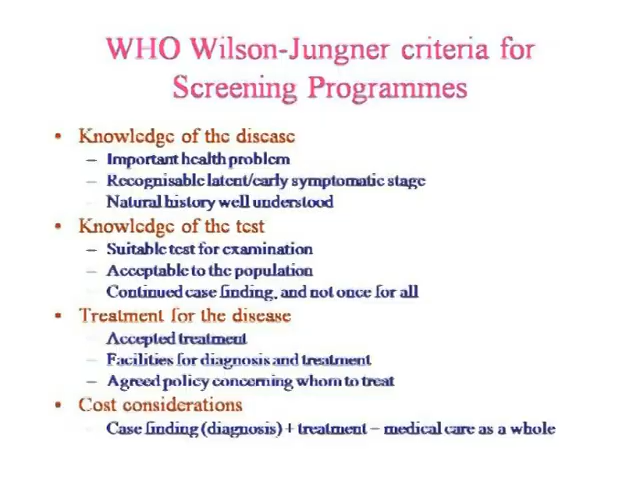 WHO Wilson-Jungner criteria for
Screening Programmes
• Knowledge of the disease
– Important health problem
– Recognisable latent/early symptomatic stage
– Natural history well understood
• Knowledge of the test
– Suitable test for examination
– Acceptable to the population
– Continued case finding, and not once for all
• Treatment for the disease
– Accepted treatment
– Facilities for diagnosis and treatment
– Agreed policy concerning whom to treat
• Cost considerations
– Case finding (diagnosis) + treatment – medical care as a whole